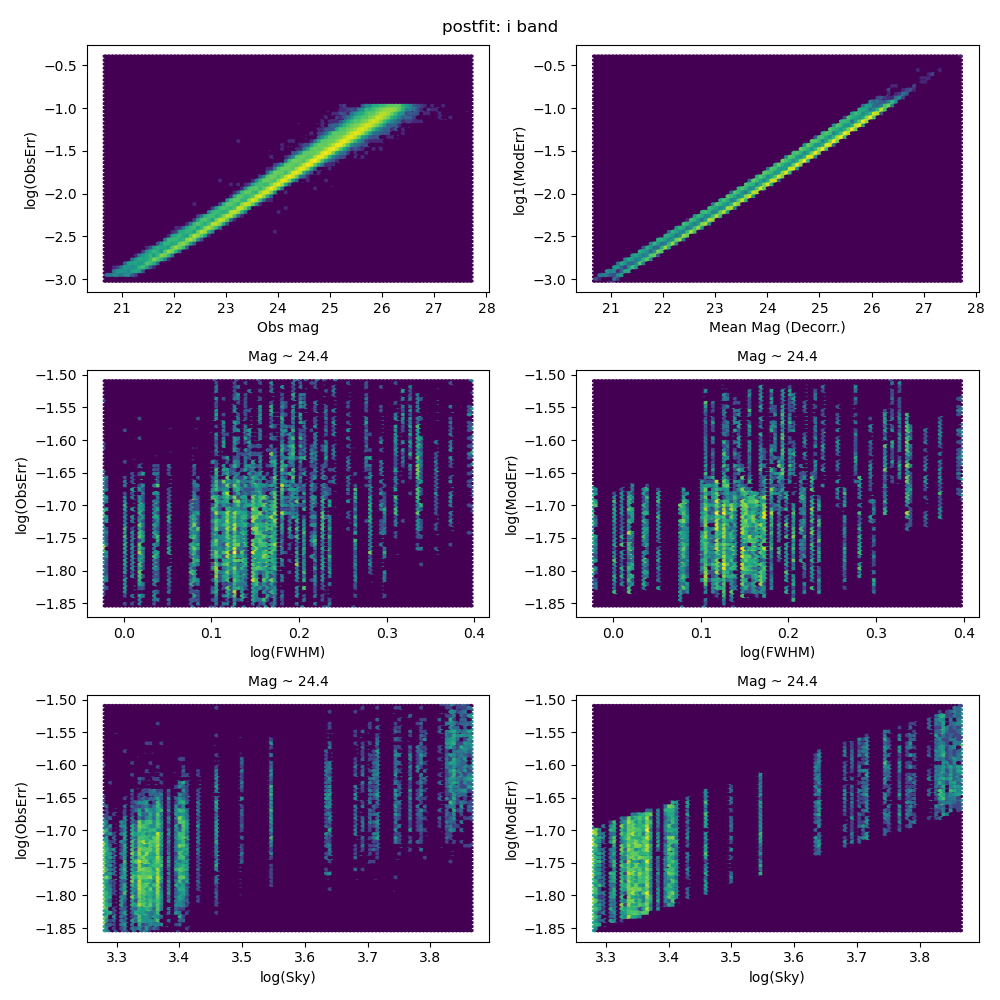 postfit: i band
−0.5
−1.0
−1.5
−2.0
−2.5
−3.0
log(ObsErr)
21 22 23 24 25 26 27 28
Obs mag
−0.5
−1.0
−1.5
−2.0
−2.5
−3.0
log1(ModErr)
21 22 23 24 25 26 27 28
Mean Mag (Decorr.)
Mag ~ 24.4
−1.50
−1.55
−1.60
−1.65
−1.70
−1.75
−1.80
−1.85
log(ObsErr)
0.0 0.1 0.2 0.3 0.4
log(FWHM)
Mag ~ 24.4
−1.50
−1.55
−1.60
−1.65
−1.70
−1.75
−1.80
−1.85
log(ModErr)
0.0 0.1 0.2 0.3 0.4
log(FWHM)
Mag ~ 24.4
−1.50
−1.55
−1.60
−1.65
−1.70
−1.75
−1.80
−1.85
log(ObsErr)
3.3 3.4 3.5 3.6 3.7 3.8
log(Sky)
Mag ~ 24.4
−1.50
−1.55
−1.60
−1.65
−1.70
−1.75
−1.80
−1.85
log(ModErr)
3.3 3.4 3.5 3.6 3.7 3.8
log(Sky)